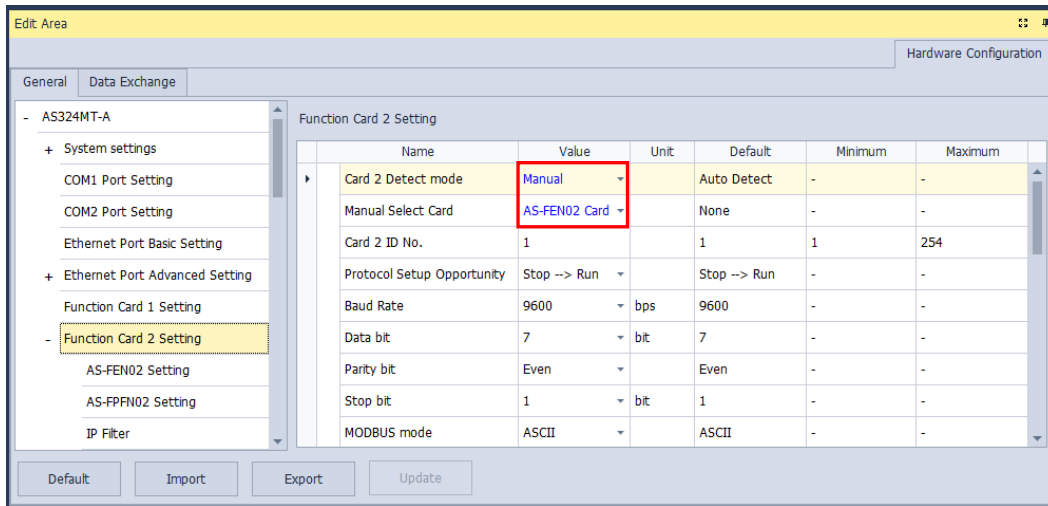 Edit Area
Hardware Configuration
General Data Exchange
- AS324MT-A
+ System settings
COM1 Port Setting
COM2 Port Setting
Ethernet Port Basic Setting
+ Ethernet Port Advanced Setting
Function Card 1 Setting
- Function Card 2 Setting
AS-FEN02 Setting
AS-FPFN02 Setting
IP Filter
Function Card 2 Setting
Name Value Unit Default Minimum Maximum
Card 2 Detect mode Manual Auto Detect - -
Manual Select Card AS-FEN02 Card None - -
Card 2 ID No. 1 1 1 254
Protocol Setup Opportunity Stop --> Run Stop --> Run - -
Baud Rate 9600 bps 9600 - -
Data bit 7 bit 7 - -
Parity bit Even Even - -
Stop bit 1 bit 1 - -
MODBUS mode ASCII ASCII - -
Default Import Export Update